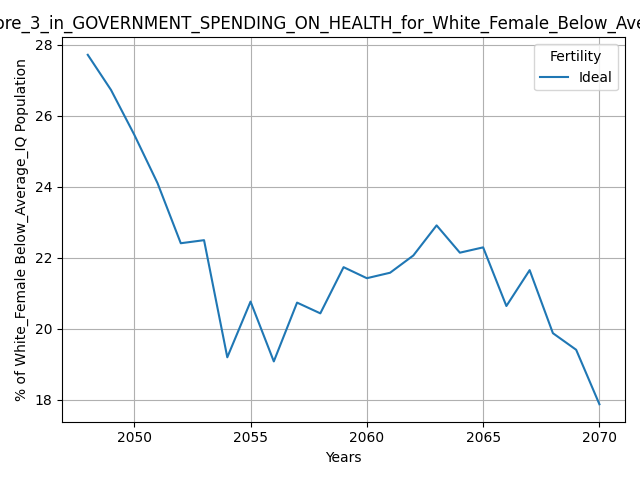 ore_3_in_GOVERNMENT_SPENDING_ON_HEALTH_for_White_Female_Below_Ave
28
26
24
22
20
18
% of White_Female Below_Average_IQ Population
Fertility
Ideal
2050 2055 2060 2065 2070
Years